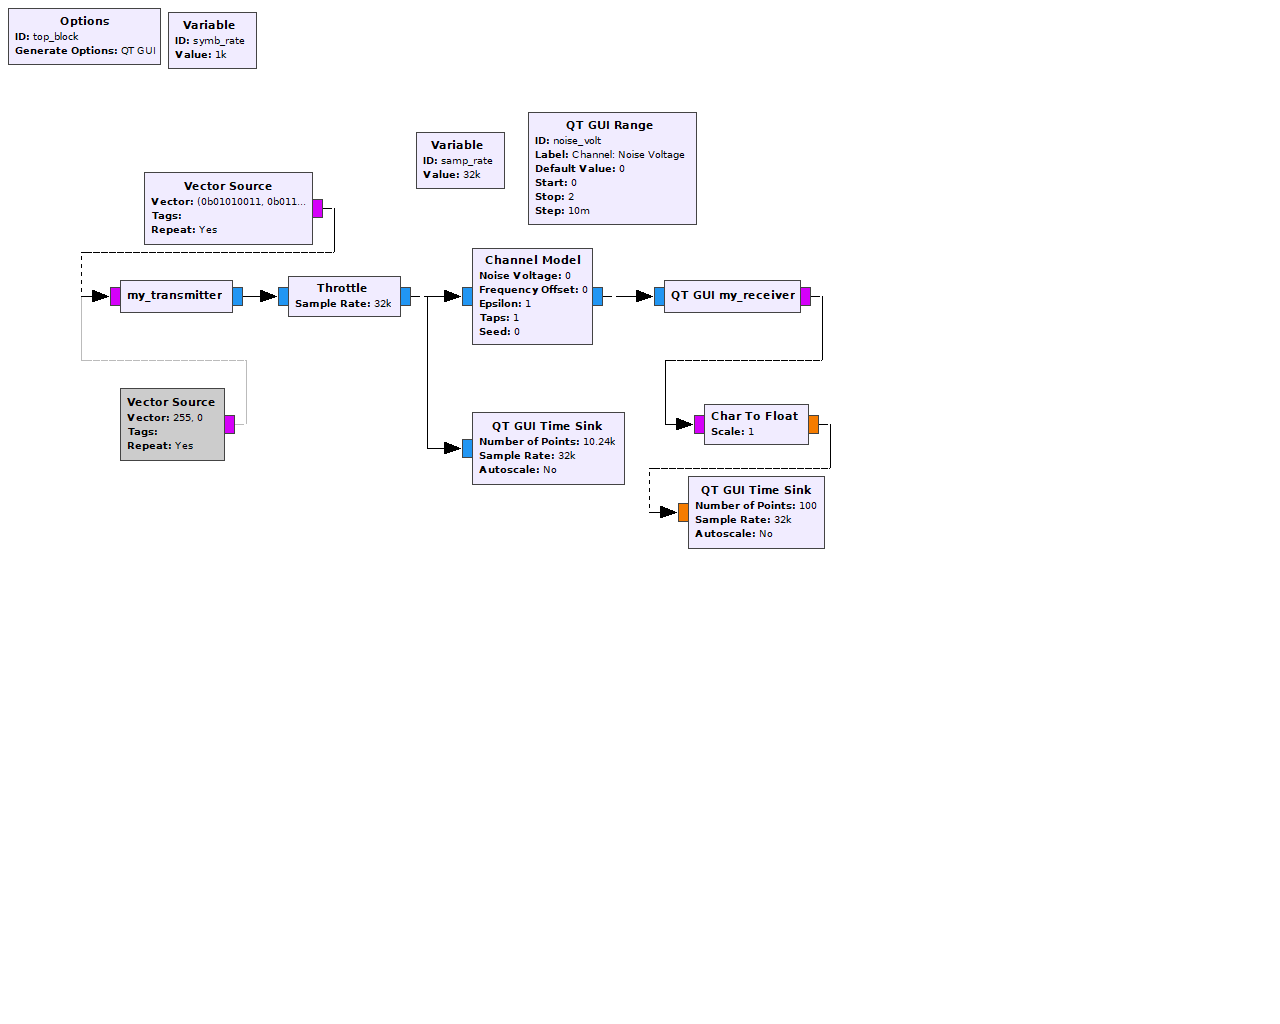 Options
ID: top_block
Generate Options: QT GUI
Variable
ID: symb_rate
Value: 1k
Variable
ID: samp_rate
Value: 32k
QT GUI Range
ID: noise_volt
Label: Channel: Noise Voltage
Default Value: 0
Start: 0
Stop: 2
Step: 10m
Vector Source
Vector: (0b01010011, 0b011...
Tags:
Repeat: Yes
my_transmitter
Throttle
Sample Rate: 32k
Channel Model
Noise Voltage: 0
Frequency Offset: 0
Epsilon: 1
Taps: 1
Seed: 0
QT GUI my_receiver
Vector Source
Vector: 255, 0
Tags:
Repeat: Yes
QT GUI Time Sink
Number of Points: 10.24k
Sample Rate: 32k
Autoscale: No
Char To Float
Scale: 1
QT GUI Time Sink
Number of Points: 100
Sample Rate: 32k
Autoscale: No